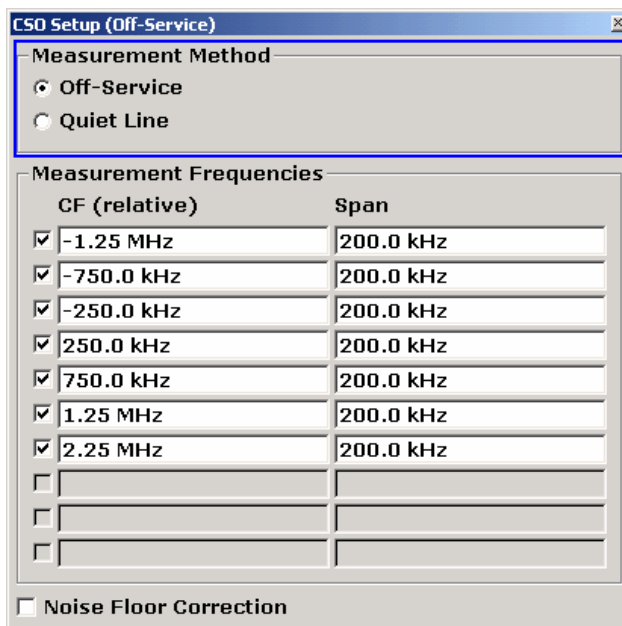 CSO Setup (Off-Service)
Measurement Method
Off-Service
Quiet Line
Measurement Frequencies
CF (relative) Span
-1.25 MHz 200.0 kHz
-750.0 kHz 200.0 kHz
-250.0 kHz 200.0 kHz
250.0 kHz 200.0 kHz
750.0 kHz 200.0 kHz
1.25 MHz 200.0 kHz
2.25 MHz 200.0 kHz
Noise Floor Correction